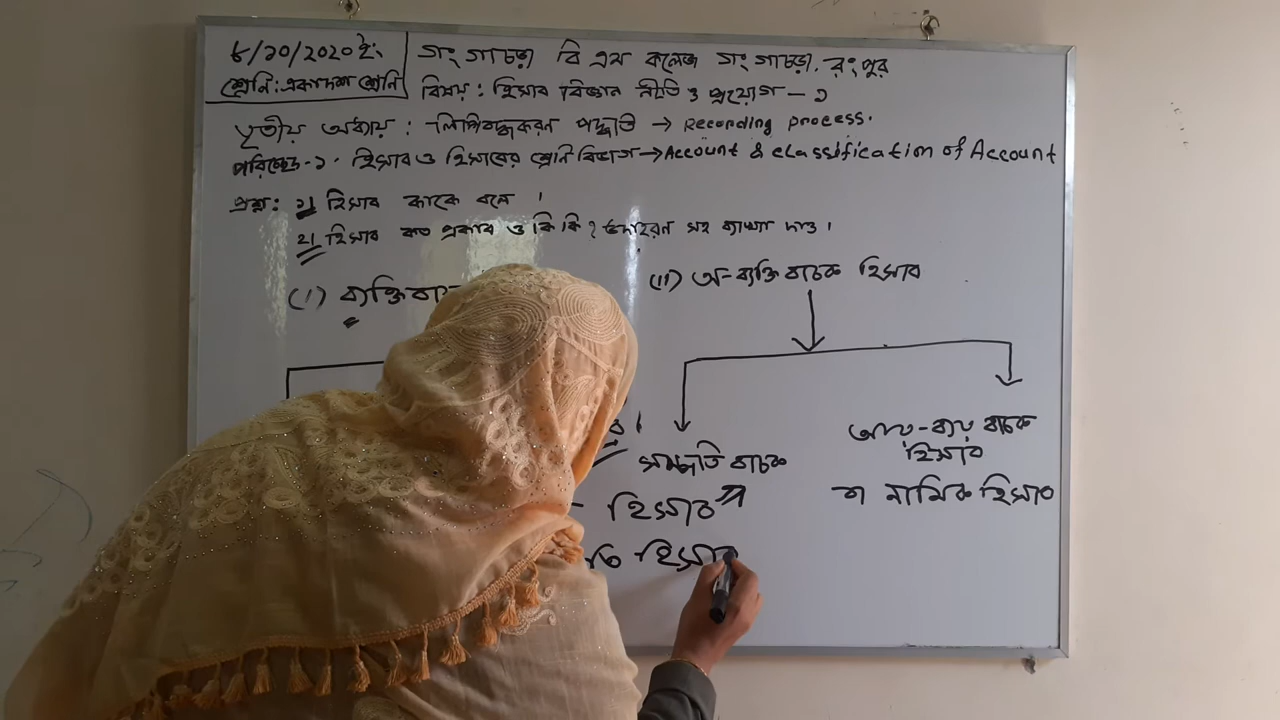 ৮/১০/২০২০ইং
শ্রেণি: একাদশ শ্রেণি
গংগাচড়া বি এম কলেজ গংগাচড়া, রংপুর
বিষয়: হিসাব বিজ্ঞান নীতি ও প্রয়োগ - ১
তৃতীয় অধ্যায়: লিপিবদ্ধকরণ পদ্ধতি → Recording process.
পরিচ্ছেদ-১. হিসাব ও হিসাবের শ্রেণি বিভাগ → Account & classification of Account
প্রশ্ন: ১। হিসাব কাকে বলে ।
২। হিসাব কত প্রকার ও কি কি ? উদাহরন সহ ব্যাখ্যা দাও ।
(i) ব্যক্তিবা
(ii) অ-ব্যক্তি বাচক হিসাব
সম্পত্তি বাচক
হিসাব
আয়-ব্যয় বাচক
হিসাব
বা নামিক হিসাব
হিসাব